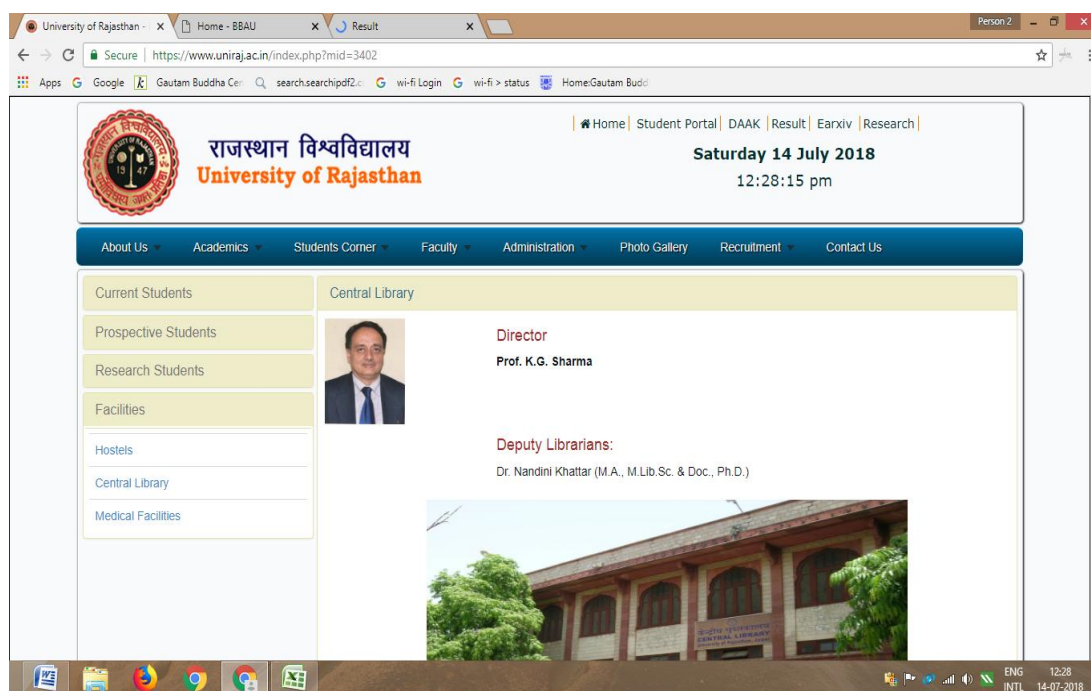 University of Rajasthan -
Home - BBAU
Result
Person 2
Secure | https://www.uniraj.ac.in/index.php?mid=3402
Apps Google Gautam Buddha Cen search.searchpdf2.c wi-fi Login wi-fi > status Home:Gautam Budd
राजस्थान विश्वविद्यालय
University of Rajasthan
Home | Student Portal | DAAK | Result | Earxiv | Research |
Saturday 14 July 2018
12:28:15 pm
19 47
About Us Academics Students Corner Faculty Administration Photo Gallery Recruitment Contact Us
Current Students
Prospective Students
Research Students
Facilities
Hostels
Central Library
Medical Facilities
Central Library
Director
Prof. K.G. Sharma
Deputy Librarians:
Dr. Nandini Khattar (M.A., M.Lib.Sc. & Doc., Ph.D.)
केन्द्रीय पुस्तकालय
CENTRAL LIBRARY
ENG 12:28
INTL 14-07-2018